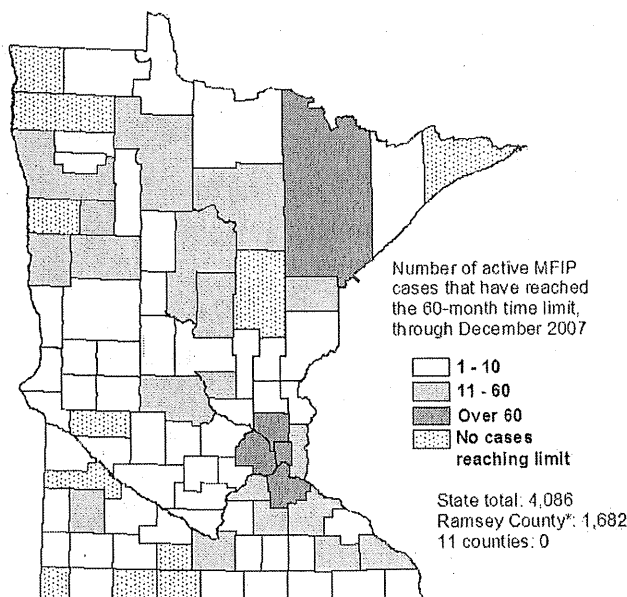 Number of active MFIP
cases that have reached
the 60-month time limit,
through December 2007
1 - 10
11 - 60
Over 60
No cases
reaching limit
State total: 4,086
Ramsey County*: 1,682
11 counties: 0